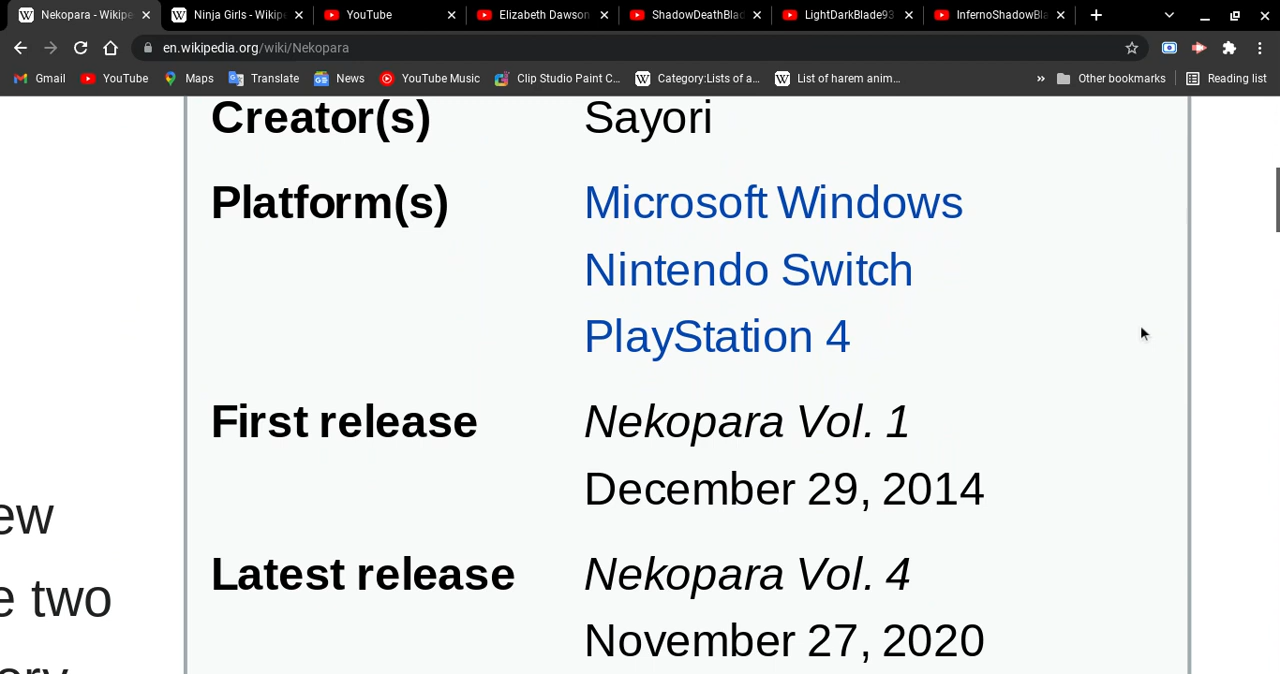 Nekopara - Wikipe
Ninja Girls - Wikipe
YouTube
Elizabeth Dawson
ShadowDeathBlad
LightDarkBlade93
InfernoShadowBla
en.wikipedia.org/wiki/Nekopara
Gmail
YouTube
Maps
Translate
News
YouTube Music
Clip Studio Paint C...
Category:Lists of a...
List of harem anim...
»
Other bookmarks
Reading list
Creator(s) Sayori
Platform(s) Microsoft Windows
Nintendo Switch
PlayStation 4
First release Nekopara Vol. 1
December 29, 2014
Latest release Nekopara Vol. 4
November 27, 2020
ew
e two
ory